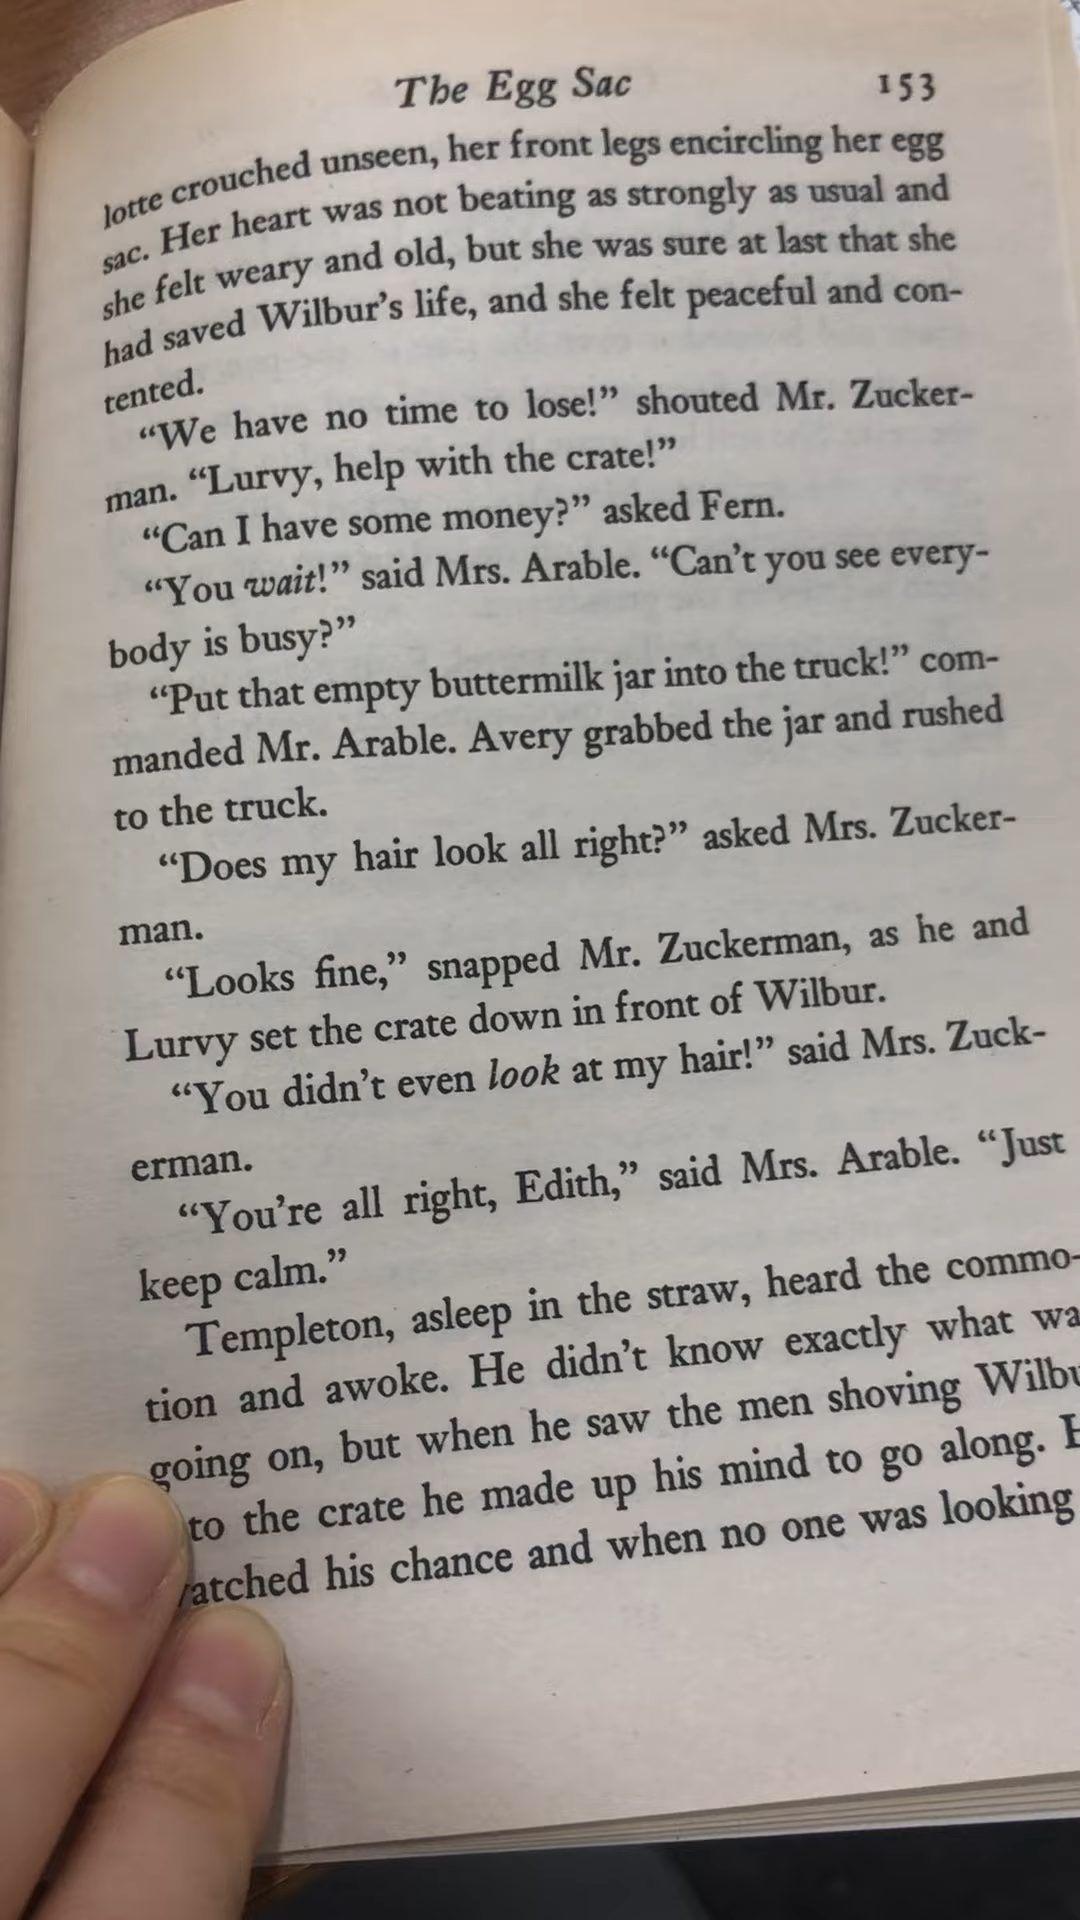 The Egg Sac 153
lotte crouched unseen, her front legs encircling her egg
sac. Her heart was not beating as strongly as usual and
she felt weary and old, but she was sure at last that she
had saved Wilbur’s life, and she felt peaceful and con-
tented.
“We have no time to lose!” shouted Mr. Zucker-
man. “Lurvy, help with the crate!”
“Can I have some money?” asked Fern.
“You wait!” said Mrs. Arable. “Can’t you see every-
body is busy?”
“Put that empty buttermilk jar into the truck!” com-
manded Mr. Arable. Avery grabbed the jar and rushed
to the truck.
“Does my hair look all right?” asked Mrs. Zucker-
man.
“Looks fine,” snapped Mr. Zuckerman, as he and
Lurvy set the crate down in front of Wilbur.
“You didn’t even look at my hair!” said Mrs. Zuck-
erman.
“You’re all right, Edith,” said Mrs. Arable. “Just
keep calm.”
Templeton, asleep in the straw, heard the commo-
tion and awoke. He didn’t know exactly what
going on, but when he saw the men shoving
to the crate he made up his mind to go along.
his chance and when no one was looking